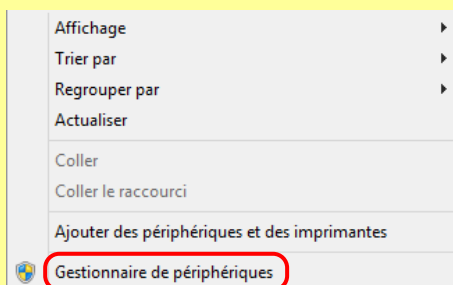 Affichage
Trier par
Regrouper par
Actualiser
Coller
Coller le raccourci
Ajouter des périphériques et des imprimantes
Gestionnaire de périphériques